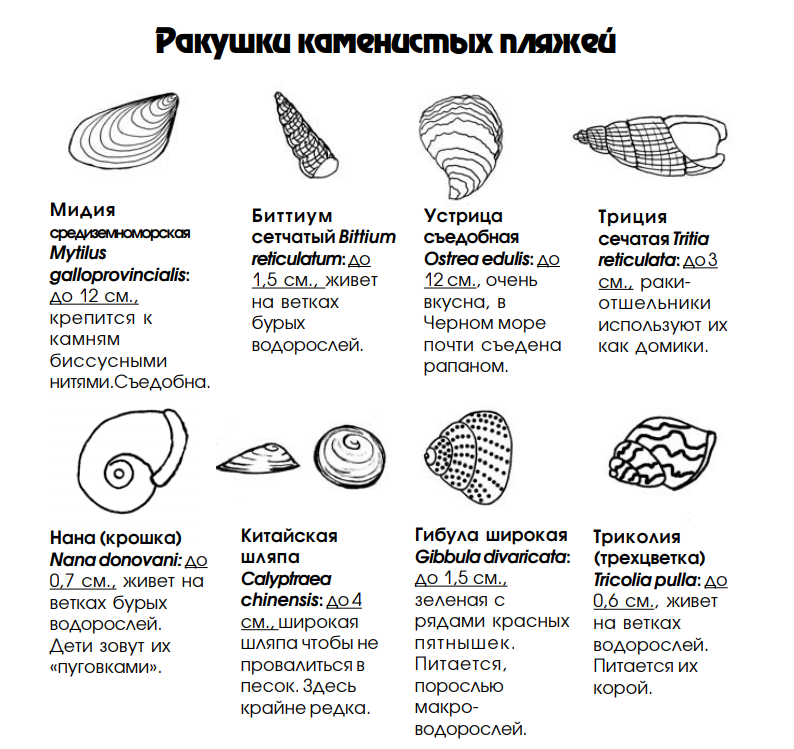 Ракушки каменистых пляжей
Мидия
средиземноморская
Mytilus
galloprovincialis:
до 12 см.,
крепится к
камням
биссусными
нитями.Съедобна.
Биттиум
сетчатый Bittium
reticulatum: до
1,5 см., живет
на ветках
бурых
водорослей.
Устрица
съедобная
Ostrea edulis: до
12 см., очень
вкусна, в
Черном море
почти съедена
рапаном.
Триция
сечатая Tritia
reticulata: до 3
см., раки-
отшельники
используют их
как домики.
Нана (крошка)
Nana donovani: до
0,7 см., живет на
ветках бурых
водорослей.
Дети зовут их
«пуговками».
Китайская
шляпа
Calyptraea
chinensis: до 4
см., широкая
шляпа чтобы не
провалиться в
песок. Здесь
крайне редка.
Гибула широкая
Gibbula divaricata:
до 1,5 см.,
зеленая с
рядами красных
пятнышек.
Питается,
порослью
макро-
водорослей.
Триколия
(трехцветка)
Tricolia pulla: до
0,6 см., живет
на ветках
водорослей.
Питается их
корой.